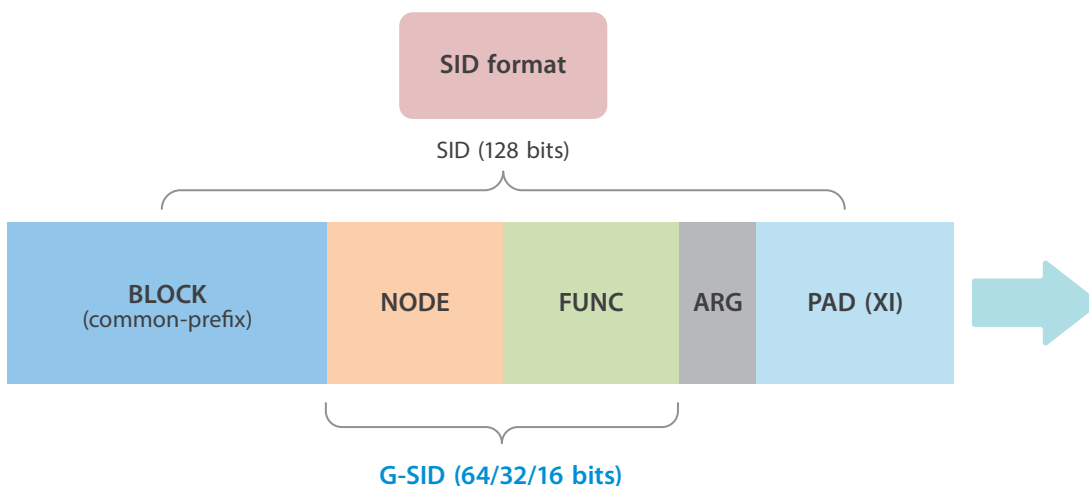 SID format
SID (128 bits)
BLOCK
(common-prefix)
NODE
FUNC
ARG
PAD (XI)
G-SID (64/32/16 bits)